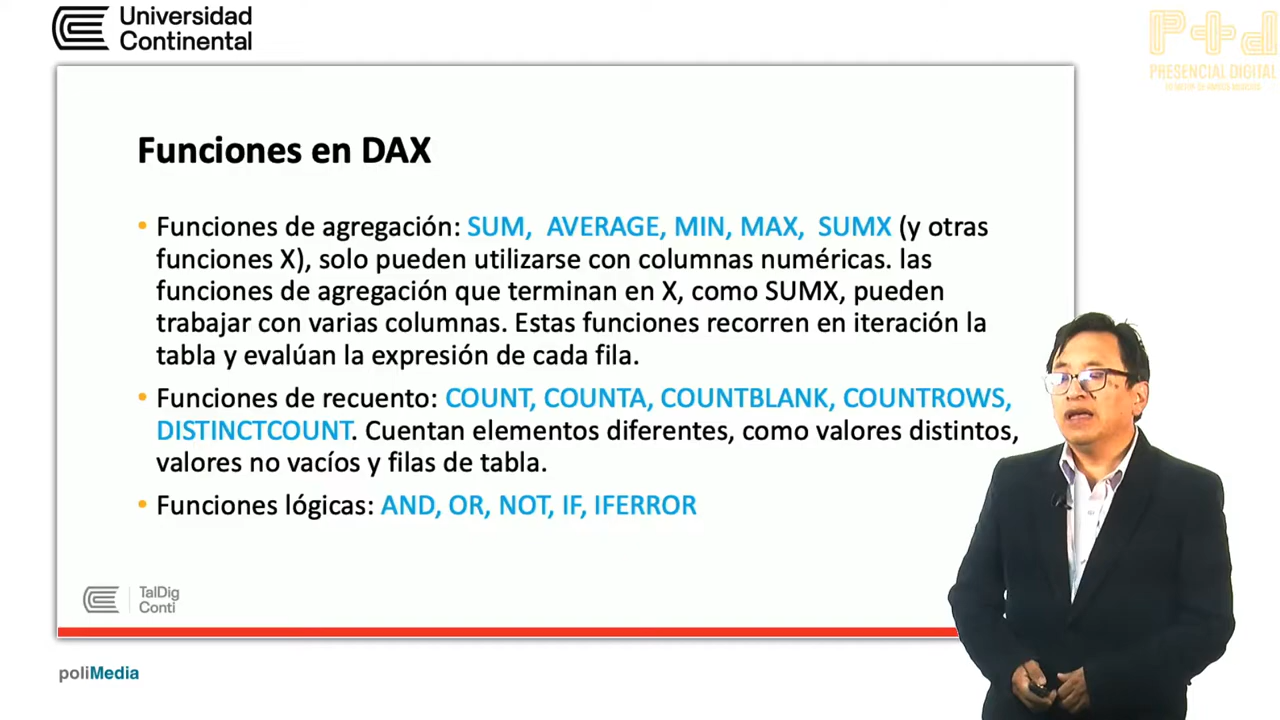 Universidad
Continental
P+d
PRESENCIAL DIGITAL
Funciones en DAX
• Funciones de agregación: SUM, AVERAGE, MIN, MAX, SUMX (y otras
funciones X), solo pueden utilizarse con columnas numéricas. las
funciones de agregación que terminan en X, como SUMX, pueden
trabajar con varias columnas. Estas funciones recorren en iteración la
tabla y evalúan la expresión de cada fila.
• Funciones de recuento: COUNT, COUNTA, COUNTBLANK, COUNTROWS,
DISTINCTCOUNT. Cuentan elementos diferentes, como valores distintos,
valores no vacíos y filas de tabla.
• Funciones lógicas: AND, OR, NOT, IF, IFERROR
TalDig
Conti
poliMedia